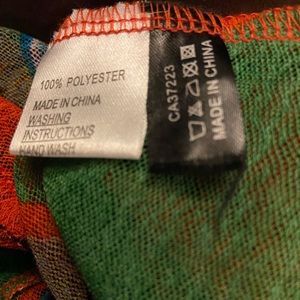 100% POLYESTER
MADE IN CHINA
WASHING
INSTRUCTIONS
HAND WASH
CA37223
MADE IN CHINA